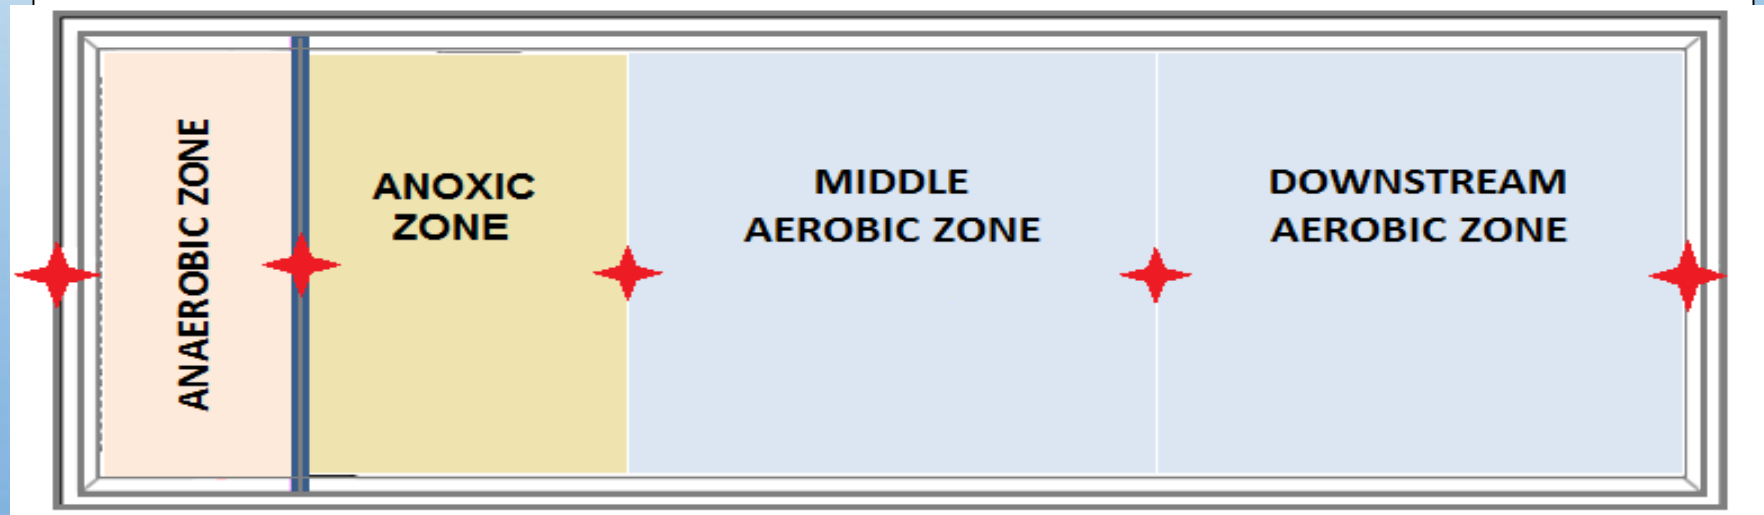 ANAEROBIC ZONE
ANOXIC
ZONE
MIDDLE
AEROBIC ZONE
DOWNSTREAM
AEROBIC ZONE